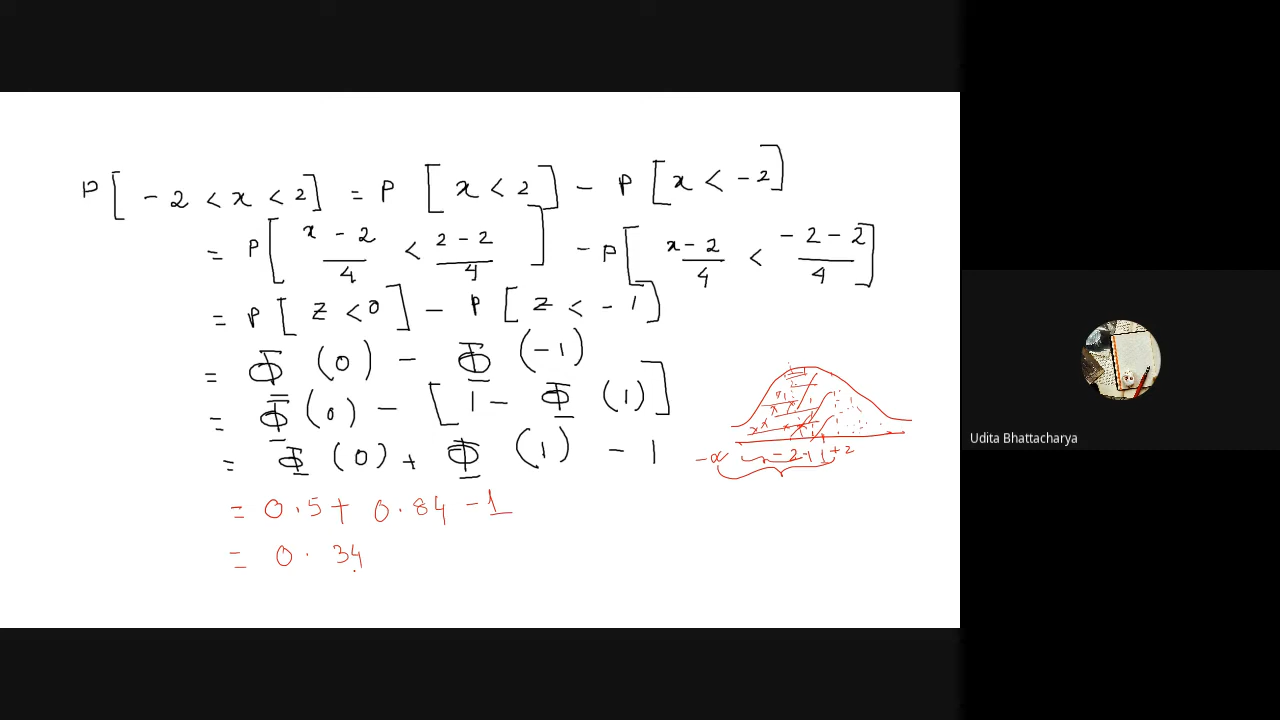 P[ - 2 < x < 2 ] = P [ x < 2 ] - P [ x < - 2 ]
= P[ x - 2 / 4 < 2 - 2 / 4 ] - P[ x - 2 / 4 < - 2 - 2 / 4 ]
= P [ Z < 0 ] - P [ Z < - 1 ]
= Φ (0) - Φ (-1)
= Φ (0) - [ 1 - Φ (1) ]
= Φ (0) + Φ (1) - 1
= 0.5 + 0.84 - 1
= 0.34
-∞ -2 +2
Udita Bhattacharya